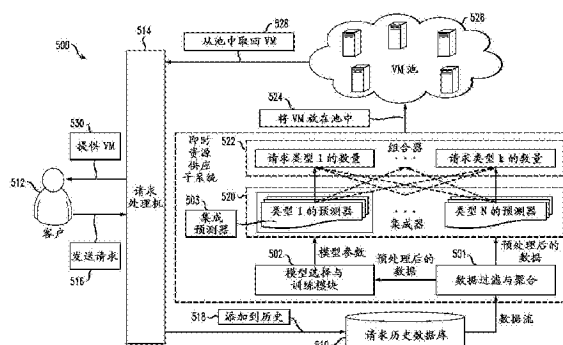 500
514
528
从池中取回 VM
526
VM
池
524
将 VM 放在池中
530
提供 VM
512
客户
请求
处理机
发送请求
516
即时
资源
供应
子系统
522
组合器
请求类型 1 的数量
...
请求类型 k 的数量
520
503
集成
预测器
类型 1 的预测器
...
集成器
类型 N 的预测器
模型参数
预处理后的
数据
502
模型选择与
训练模块
预处理后的
数据
501
数据过滤与聚合
518
添加到历史
数据流
请求历史数据库
510